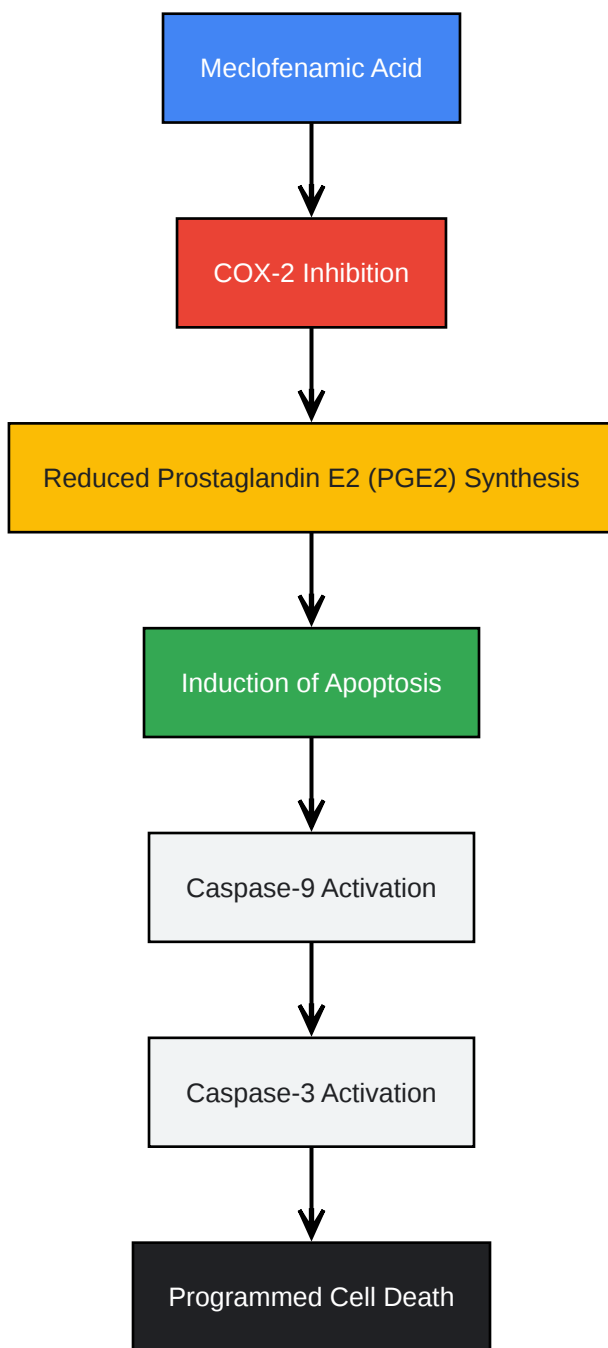 Meclofenamic Acid
COX-2 Inhibition
Reduced Prostaglandin E2 (PGE2) Synthesis
Induction of Apoptosis
Caspase-9 Activation
Caspase-3 Activation
Programmed Cell Death